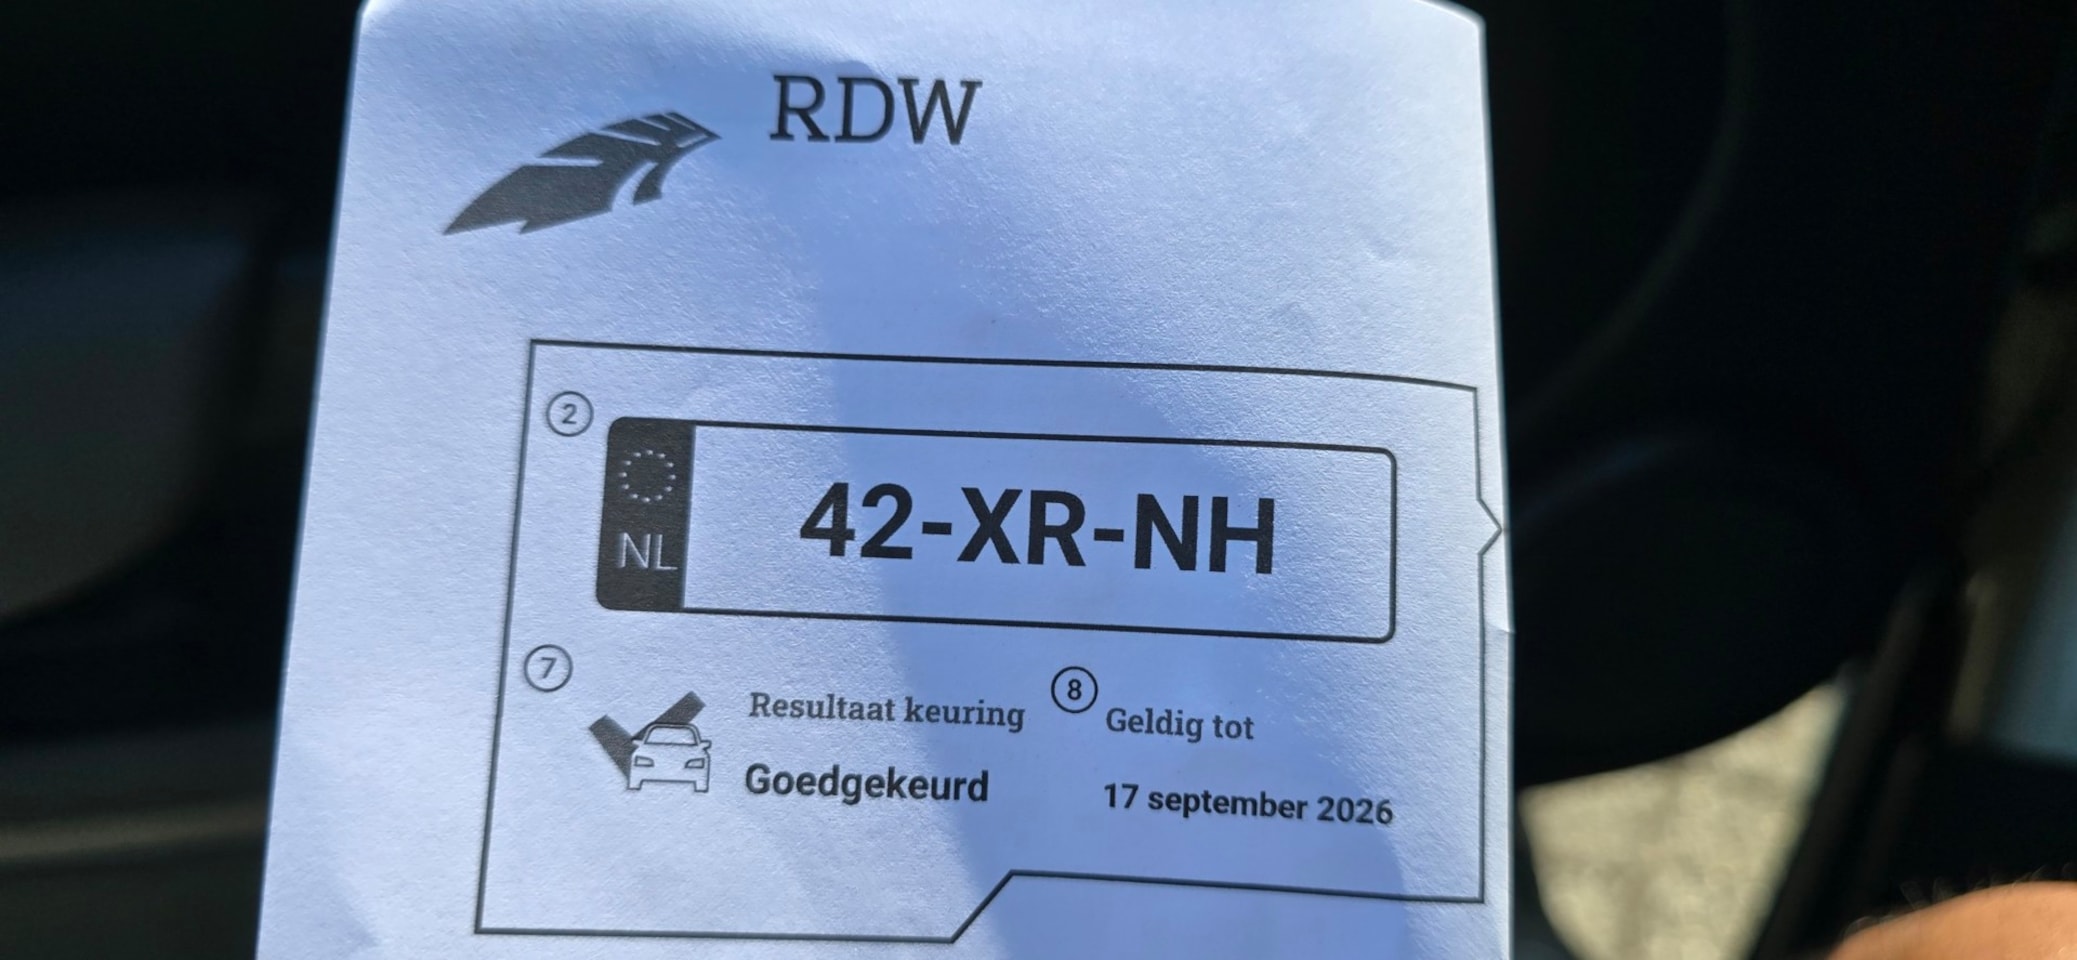 RDW
2
NL
42-XR-NH
7
Resultaat keuring
8
Geldig tot
Goedgekeurd
17 september 2026